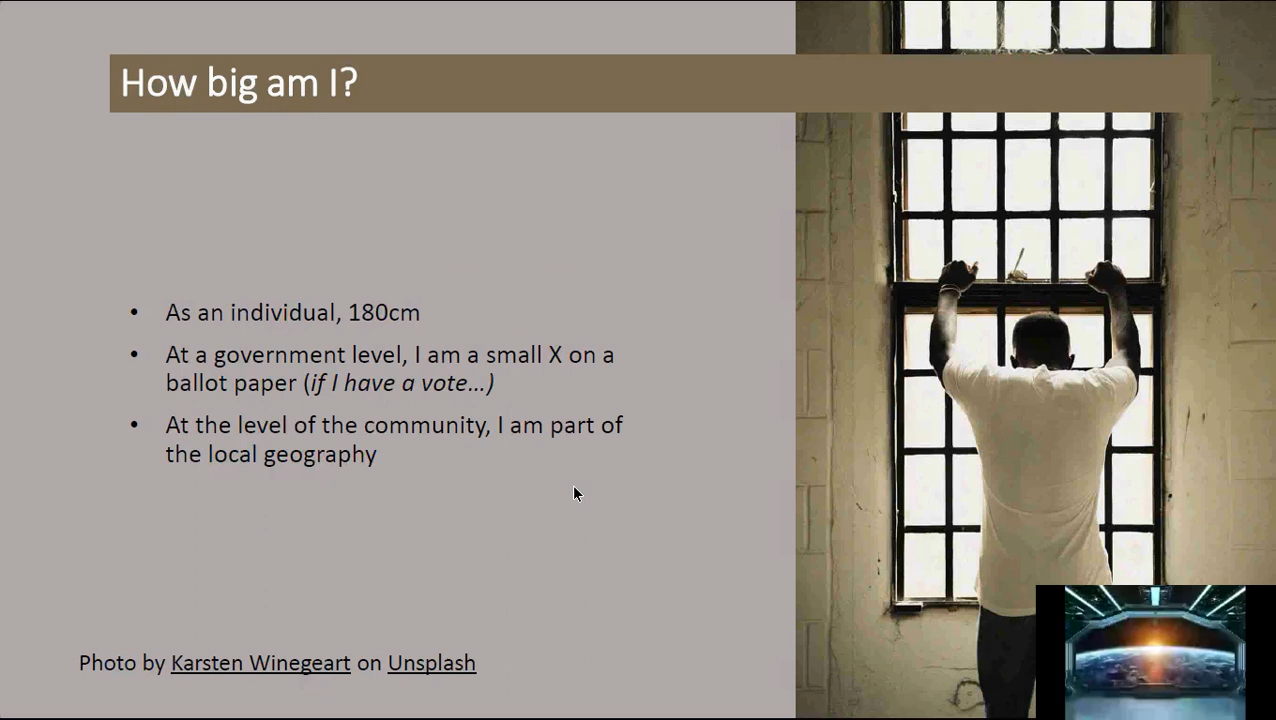 How big am I?
• As an individual, 180cm
• At a government level, I am a small X on a
ballot paper (if I have a vote...)
• At the level of the community, I am part of
the local geography
Photo by Karsten Winegeart on Unsplash